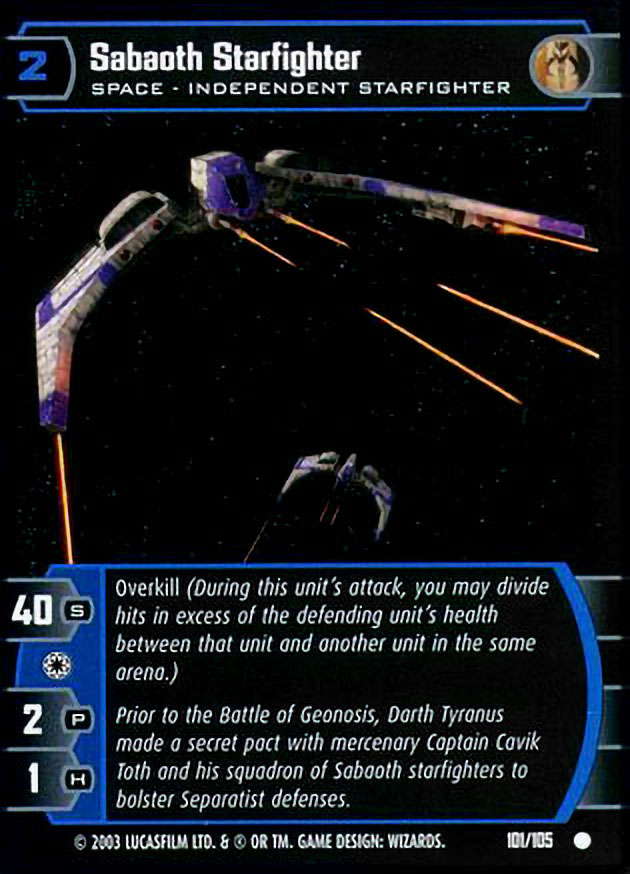 2
Sabaoth Starfighter
SPACE - INDEPENDENT STARFIGHTER
40 S
Overkill (During this unit's attack, you may divide
hits in excess of the defending unit's health
between that unit and another unit in the same
arena.)
2 P
1 H
Prior to the Battle of Geonosis, Darth Tyranus
made a secret pact with mercenary Captain Cavik
Toth and his squadron of Sabaoth starfighters to
bolster Separatist defenses.
© 2003 LUCASFILM LTD. & ® OR TM. GAME DESIGN: WIZARDS. 101/105